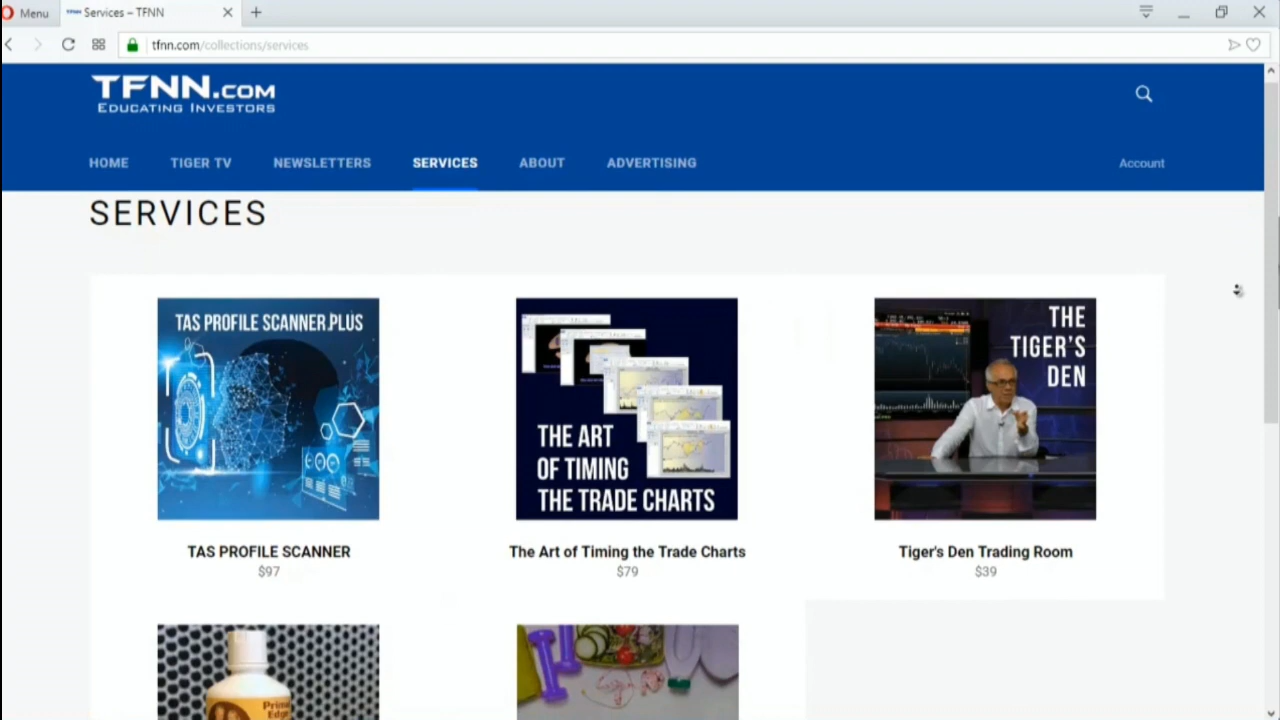 Menu
Services – TFNN
tfnn.com/collections/services
TFNN.COM
EDUCATING INVESTORS
HOME
TIGER TV
NEWSLETTERS
SERVICES
ABOUT
ADVERTISING
Account
SERVICES
TAS PROFILE SCANNER PLUS
THE ART
OF TIMING
THE TRADE CHARTS
THE
TIGER'S
DEN
TAS PROFILE SCANNER
$97
The Art of Timing the Trade Charts
$79
Tiger's Den Trading Room
$39
Prime
Edge